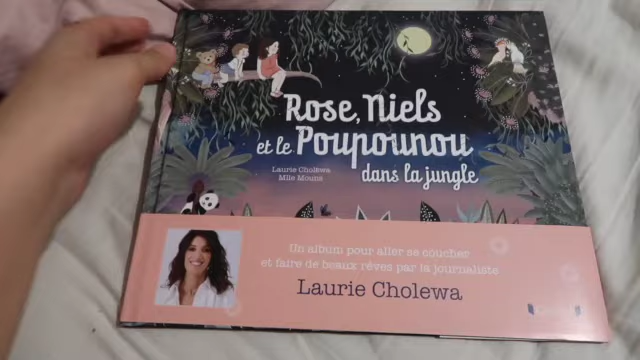 Rose, Niels
et le Poupounou
Laurie Cholewa
Mlle Mouns
dans la jungle
Un album pour aller se coucher
et faire de beaux rêves par la journaliste
Laurie Cholewa